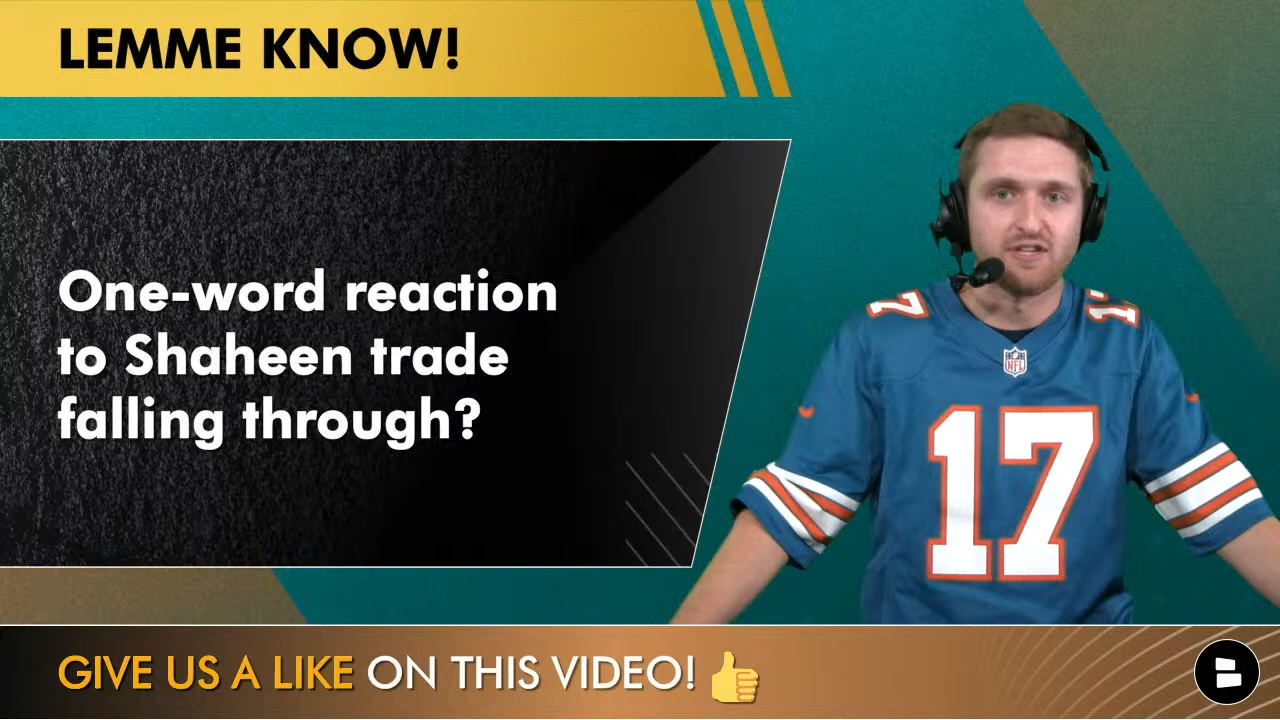 LEMME KNOW!
One-word reaction
to Shaheen trade
falling through?
17
NFL
17
GIVE US A LIKE ON THIS VIDEO!